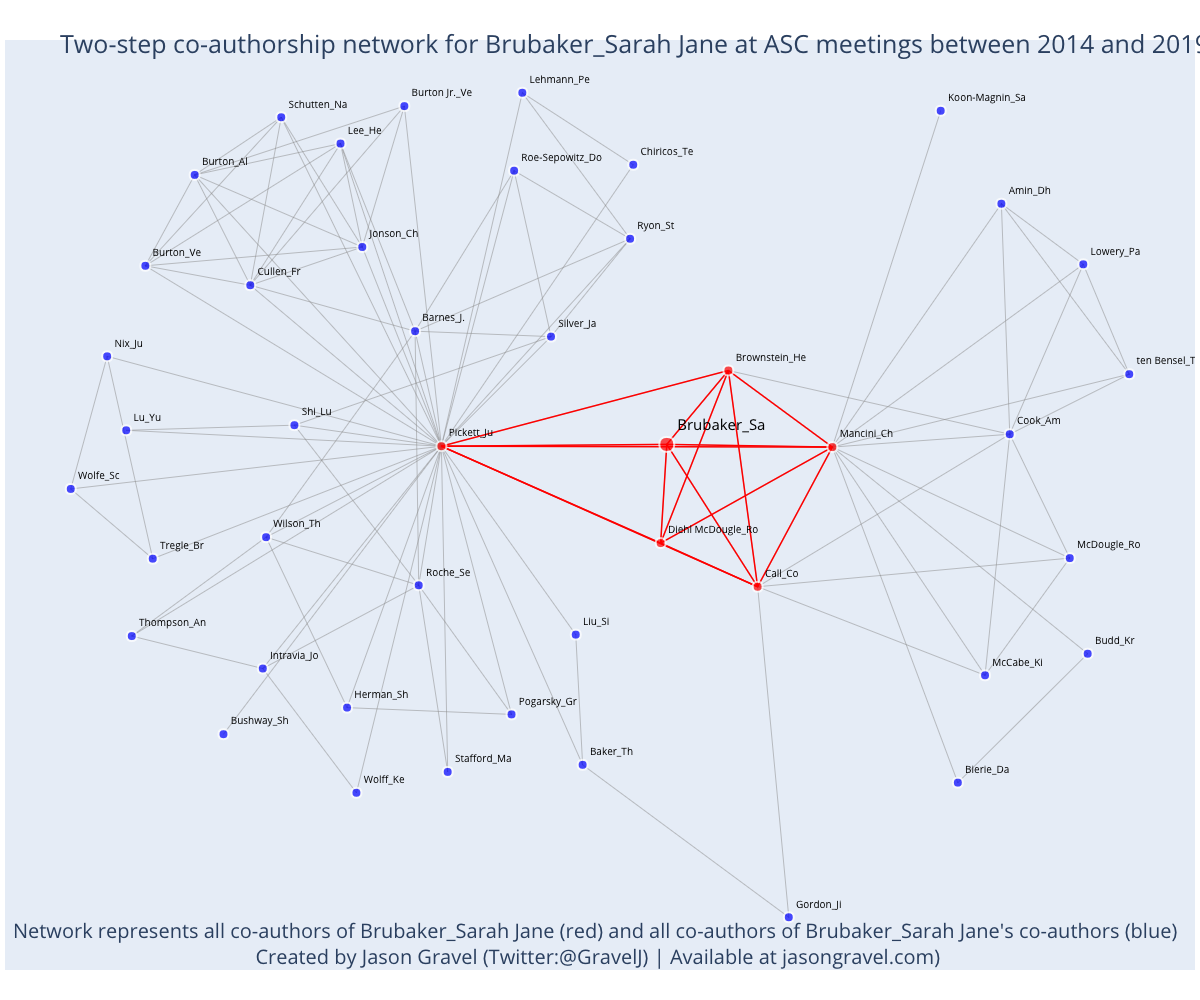 Two-step co-authorship network for Brubaker_Sarah Jane at ASC meetings between 2014 and 2019
Lehmann_Pe
Burton Jr._Ve
Koon-Magnin_Sa
Schutten_Na
Lee_He
Chiricos_Te
Roe-Sepowitz_Do
Burton_Al
Amin_Dh
Ryon_St
Jonson_Ch
Lowery_Pa
Burton_Ve
Cullen_Fr
Barnes_J.
Silver_Ja
Nix_Ju
Brownstein_He
ten Bensel_T
Shi_Lu
Lu_Yu
Brubaker_Sa
Cook_Am
Pickett_Ju
Mancini_Ch
Wolfe_Sc
Wilson_Th
Diehl McDougle_Ro
Tregle_Br
McDougle_Ro
Roche_Se
Call_Co
Thompson_An
Liu_Si
Budd_Kr
Intravia_Jo
McCabe_Ki
Herman_Sh
Pogarsky_Gr
Bushway_Sh
Baker_Th
Stafford_Ma
Bierie_Da
Wolff_Ke
Gordon_Ji
Network represents all co-authors of Brubaker_Sarah Jane (red) and all co-authors of Brubaker_Sarah Jane's co-authors (blue)
Created by Jason Gravel (Twitter:@GravelJ) | Available at jasongravel.com)